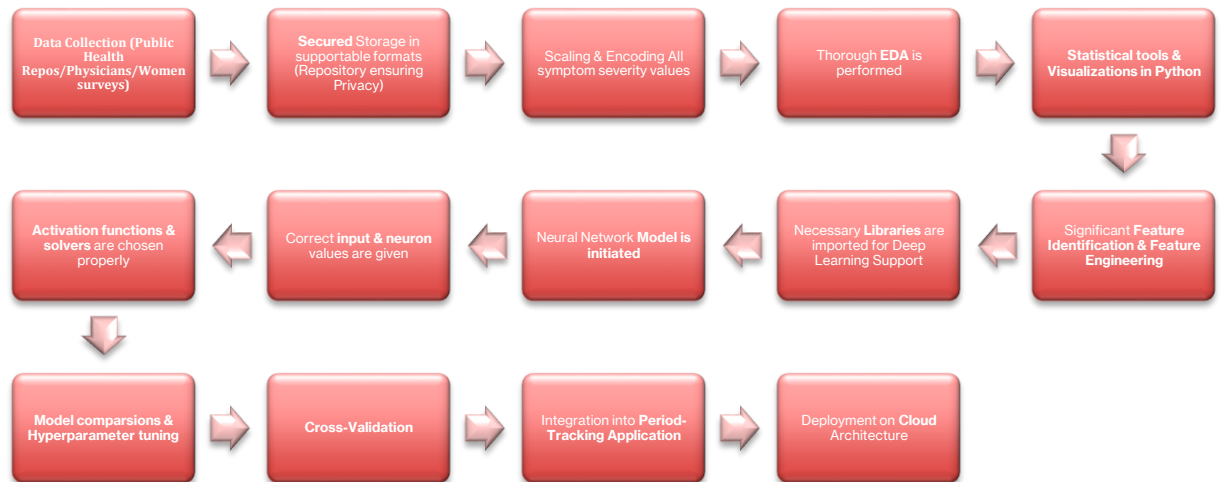 Data Collection (Public
Health
Repos/Physicians/Women
surveys)
Secured Storage in
supportable formats
(Repository ensuring
Privacy)
Scaling & Encoding All
symptom severity values
Thorough EDA is
performed
Statistical tools &
Visualizations in Python
Significant Feature
Identification & Feature
Engineering
Necessary Libraries are
imported for Deep
Learning Support
Neural Network Model is
initiated
Correct input & neuron
values are given
Activation functions &
solvers are chosen
properly
Model comparsions &
Hyperparameter tuning
Cross-Validation
Integration into Period-
Tracking Application
Deployment on Cloud
Architecture